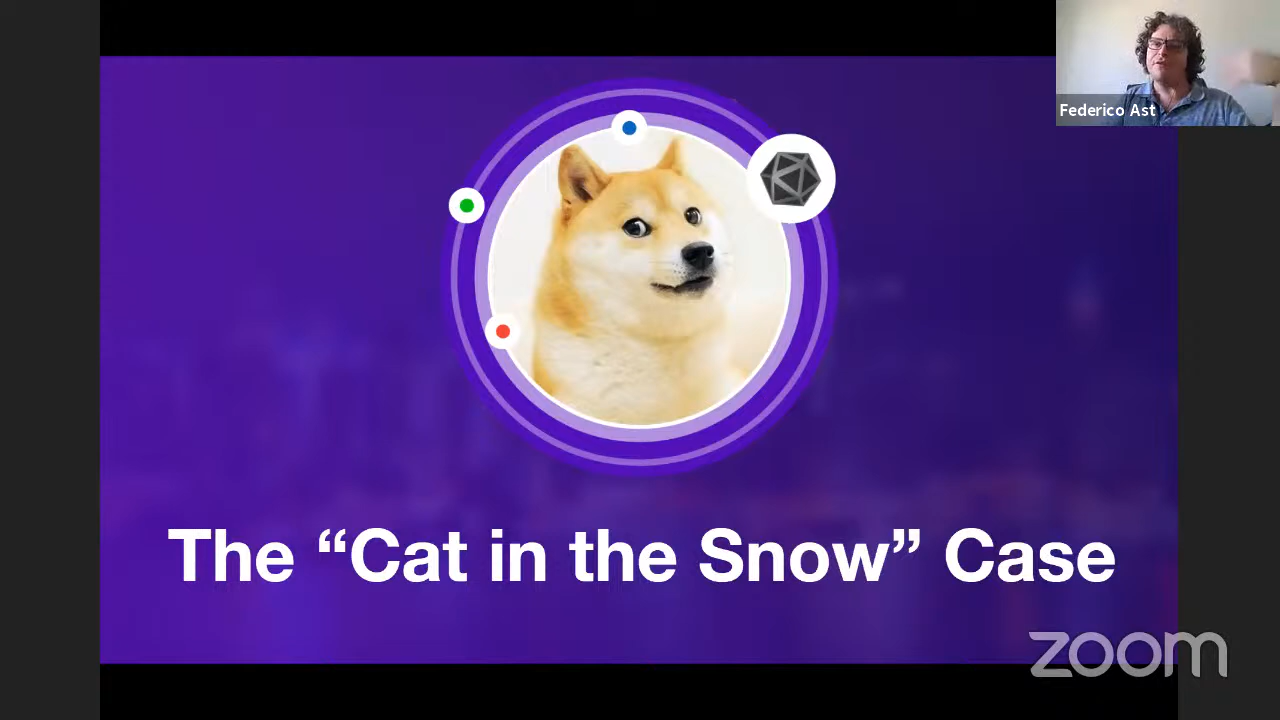 Federico Ast
The “Cat in the Snow” Case
zoom